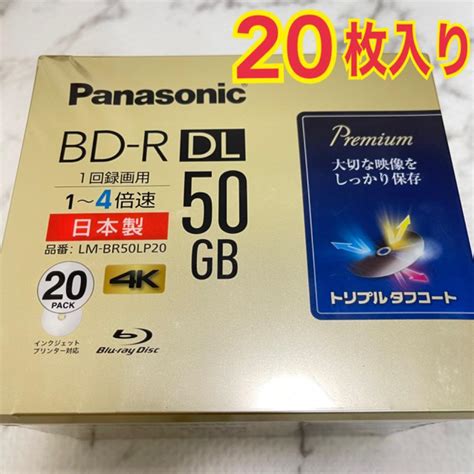 20枚入り
Panasonic
BD-R DL
1回録画用
1～4倍速
日本製
50
GB
品番: LM-BR50LP20
20
PACK
4K
インクジェット
プリンター対応
Blu-ray Disc
Premium
大切な映像を
しっかり保存
トリプルタフコート